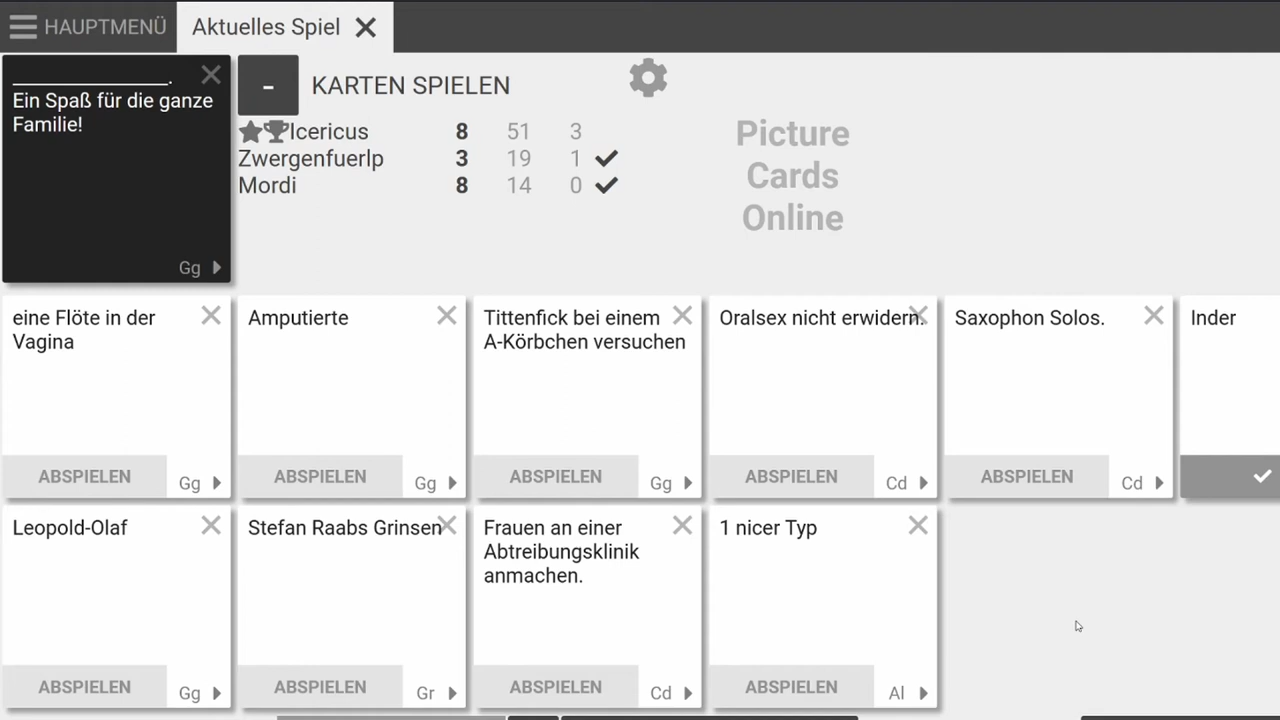 HAUPTMENÜ
Aktuelles Spiel
______________.
Ein Spaß für die ganze
Familie!
Gg
-
KARTEN SPIELEN
Icericus 8 51 3
Zwergenfuerlp 3 19 1
Mordi 8 14 0
Picture
Cards
Online
eine Flöte in der
Vagina
ABSPIELEN
Gg
Amputierte
ABSPIELEN
Gg
Tittenfick bei einem
A-Körbchen versuchen
ABSPIELEN
Gg
Oralsex nicht erwidern.
ABSPIELEN
Cd
Saxophon Solos.
ABSPIELEN
Cd
Inder
Leopold-Olaf
ABSPIELEN
Gg
Stefan Raabs Grinsen
ABSPIELEN
Gr
Frauen an einer
Abtreibungsklinik
anmachen.
ABSPIELEN
Cd
1 nicer Typ
ABSPIELEN
Al